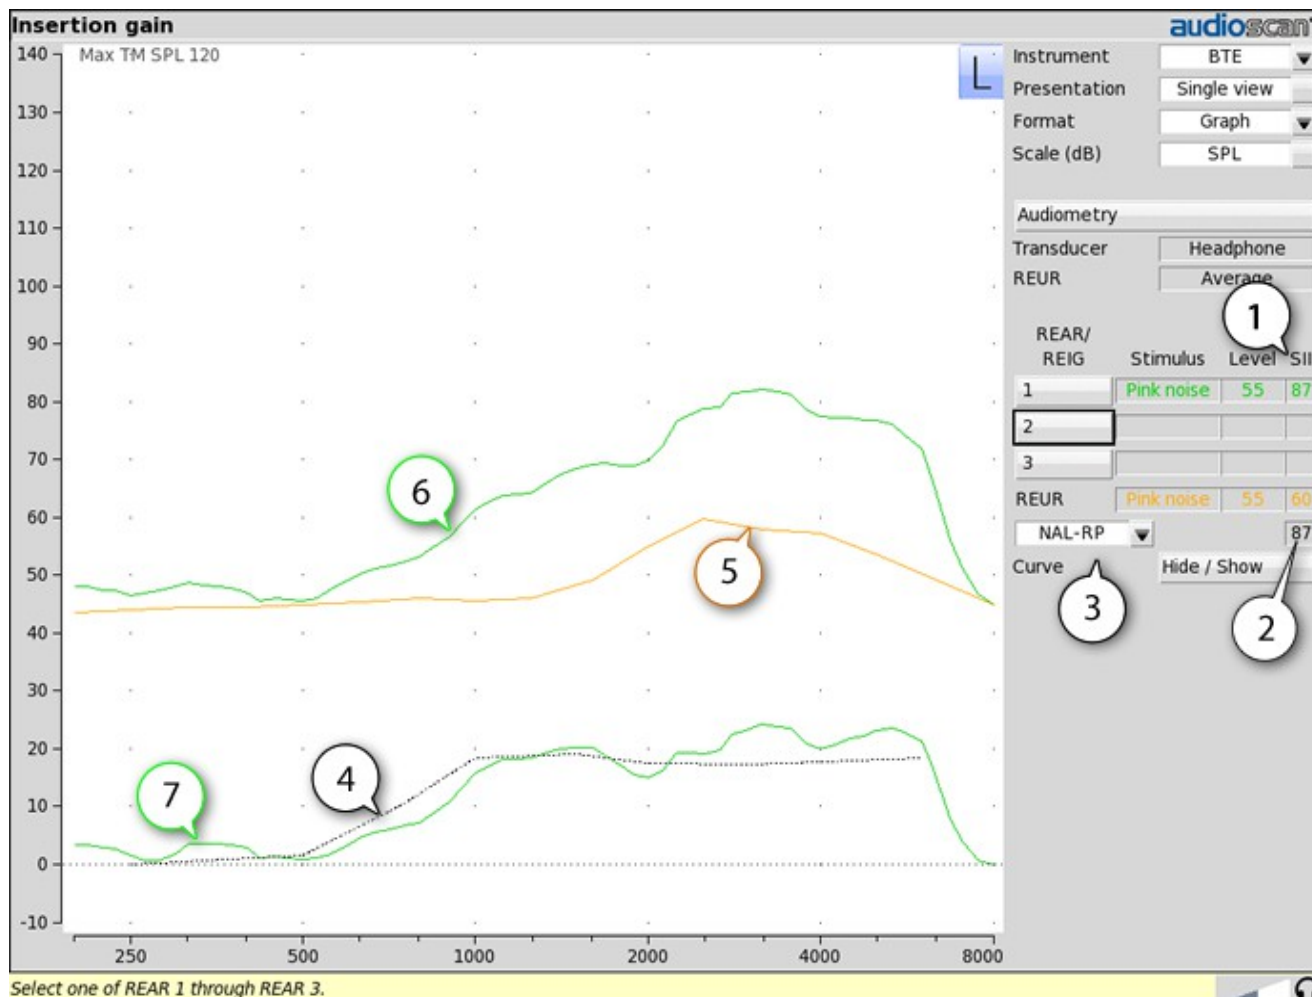 Insertion gain
audioscan
140
Max TM SPL 120
L
130
120
110
100
90
80
70
60
50
40
30
20
10
0
-10
250 500 1000 2000 4000 8000
6
5
4
7
Instrument BTE
Presentation Single view
Format Graph
Scale (dB) SPL
Audiometry
Transducer Headphone
REUR Average
1
REAR/
REIG Stimulus Level SII
1 Pink noise 55 87
2
3
REUR Pink noise 55 60
NAL-RP 87
Curve Hide / Show
3
2
Select one of REAR 1 through REAR 3.